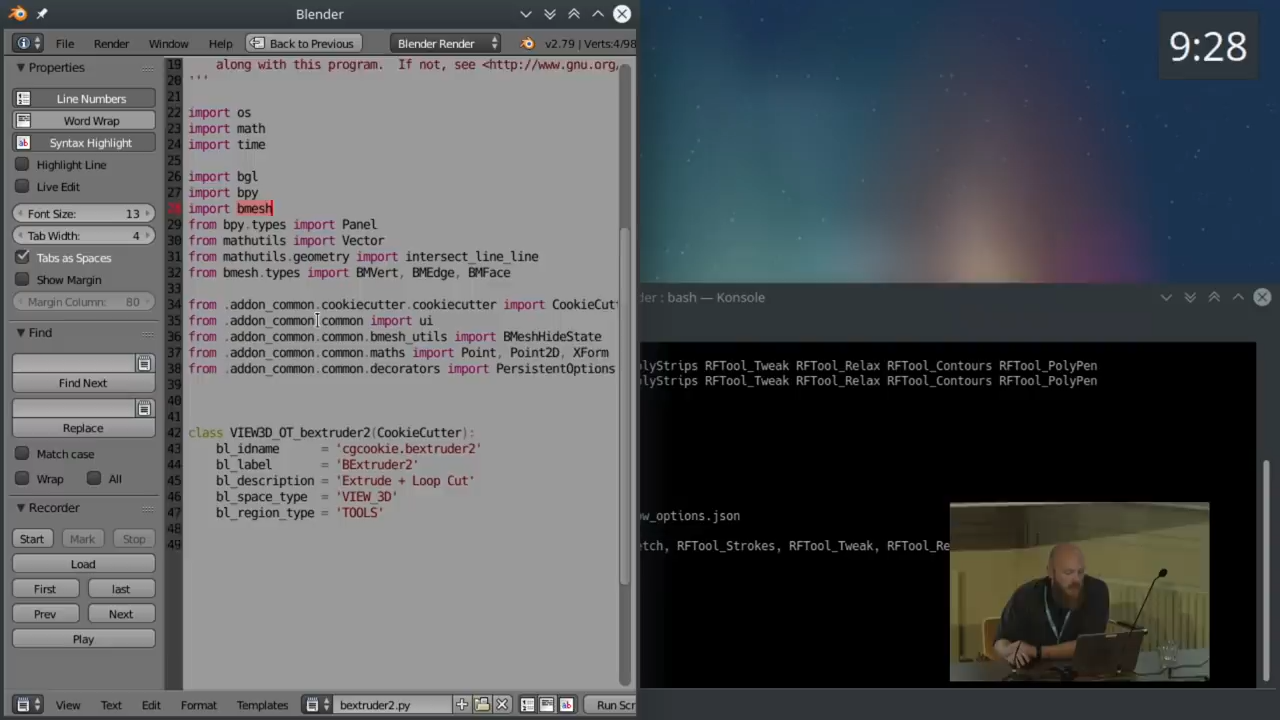 Blender
File Render Window Help Back to Previous Blender Render v2.79 | Verts:4/98
9:28
Properties
Line Numbers
Word Wrap
Syntax Highlight
Highlight Line
Live Edit
Font Size: 13
Tab Width: 4
Tabs as Spaces
Show Margin
Margin Column: 80
Find
Find Next
Replace
Match case
Wrap All
Recorder
Start Mark Stop
Load
First last
Prev Next
Play
19 along with this program. If not, see <http://www.gnu.org/
20 '''
21
22 import os
23 import math
24 import time
25
26 import bgl
27 import bpy
28 import bmesh
29 from bpy.types import Panel
30 from mathutils import Vector
31 from mathutils.geometry import intersect_line_line
32 from bmesh.types import BMVert, BMEdge, BMFace
33
34 from .addon_common.cookiecutter.cookiecutter import CookieCut
35 from .addon_common.common import ui
36 from .addon_common.common.bmesh_utils import BMeshHideState
37 from .addon_common.common.maths import Point, Point2D, XForm
38 from .addon_common.common.decorators import PersistentOptions
39
40
41
42 class VIEW3D_OT_bextruder2(CookieCutter):
43 bl_idname = 'cgcookie.bextruder2'
44 bl_label = 'BExtruder2'
45 bl_description = 'Extrude + Loop Cut'
46 bl_space_type = 'VIEW_3D'
47 bl_region_type = 'TOOLS'
48
49
View Text Edit Format Templates bextruder2.py Run Scr
der : bash — Konsole
olyStrips RFTool_Tweak RFTool_Relax RFTool_Contours RFTool_PolyPen
olyStrips RFTool_Tweak RFTool_Relax RFTool_Contours RFTool_PolyPen
ow_options.json
etch, RFTool_Strokes, RFTool_Tweak, RFTool_Re